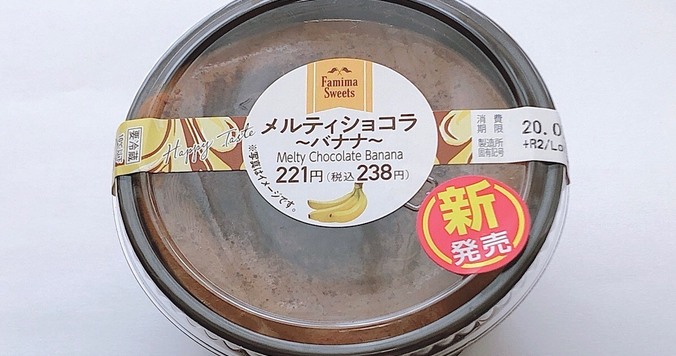 Famima
Sweets
メルティショコラ
～バナナ～
Melty Chocolate Banana
221円(税込238円)
※写真はイメージです。
Happy Taste
要冷蔵
消費
期限
20.0
製造所
固有記号
+R2/Lo
新
発売